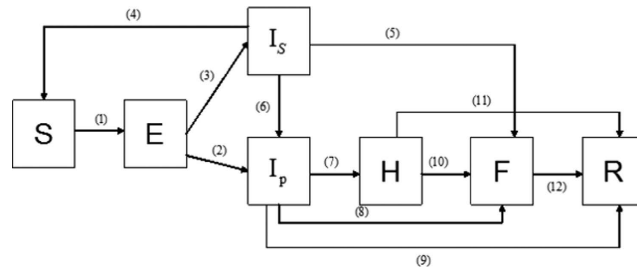 (4)
I_S
(5)
(3)
(6)
(11)
S
(1)
E
(2)
I_p
(7)
H
(10)
F
(12)
R
(8)
(9)